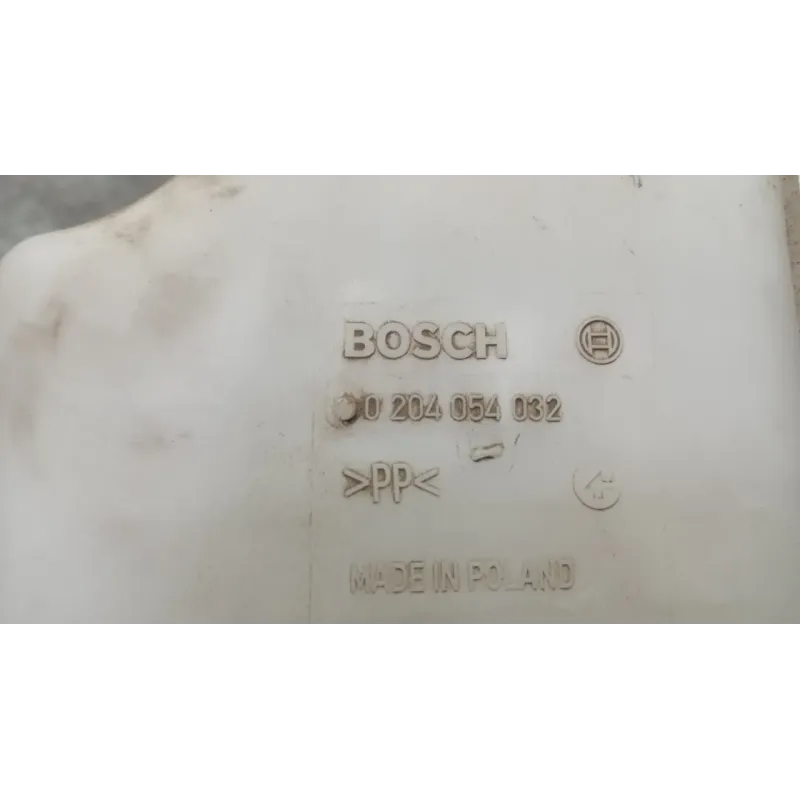 BOSCH
0 204 054 032
>PP<
MADE IN POLAND